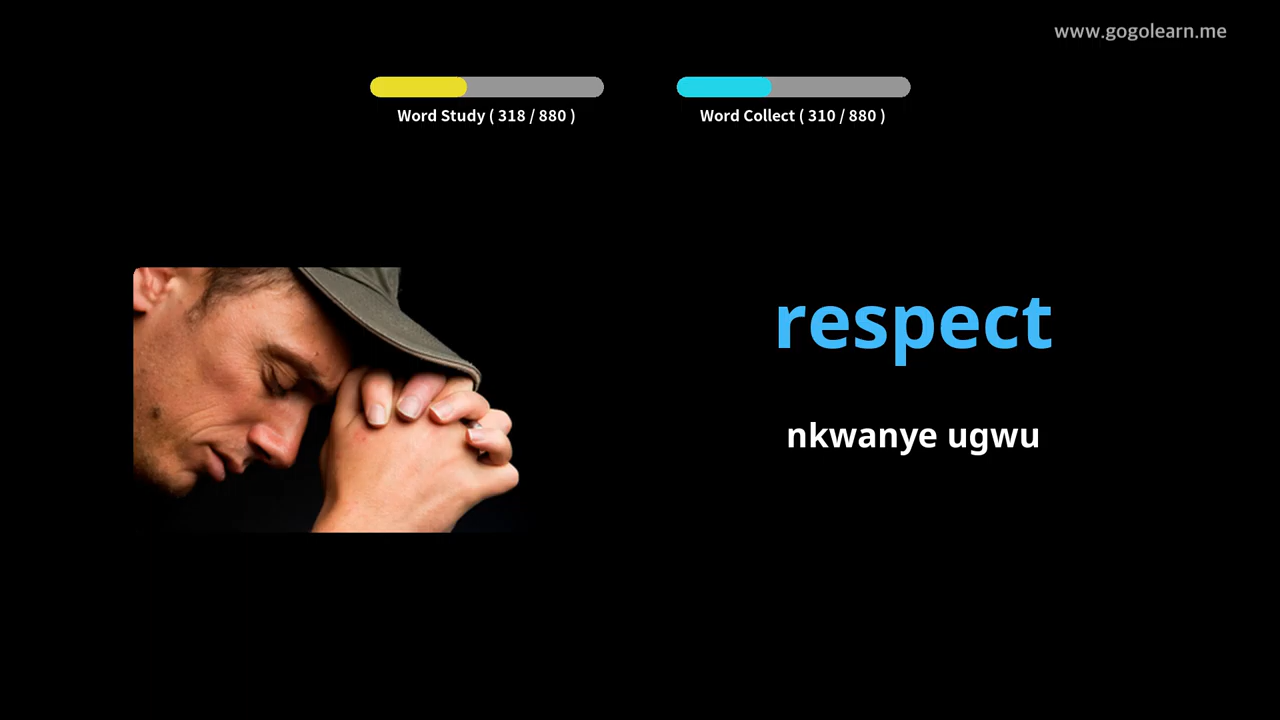 www.gogolearn.me
Word Study ( 318 / 880 )
Word Collect ( 310 / 880 )
respect
nkwanye ugwu